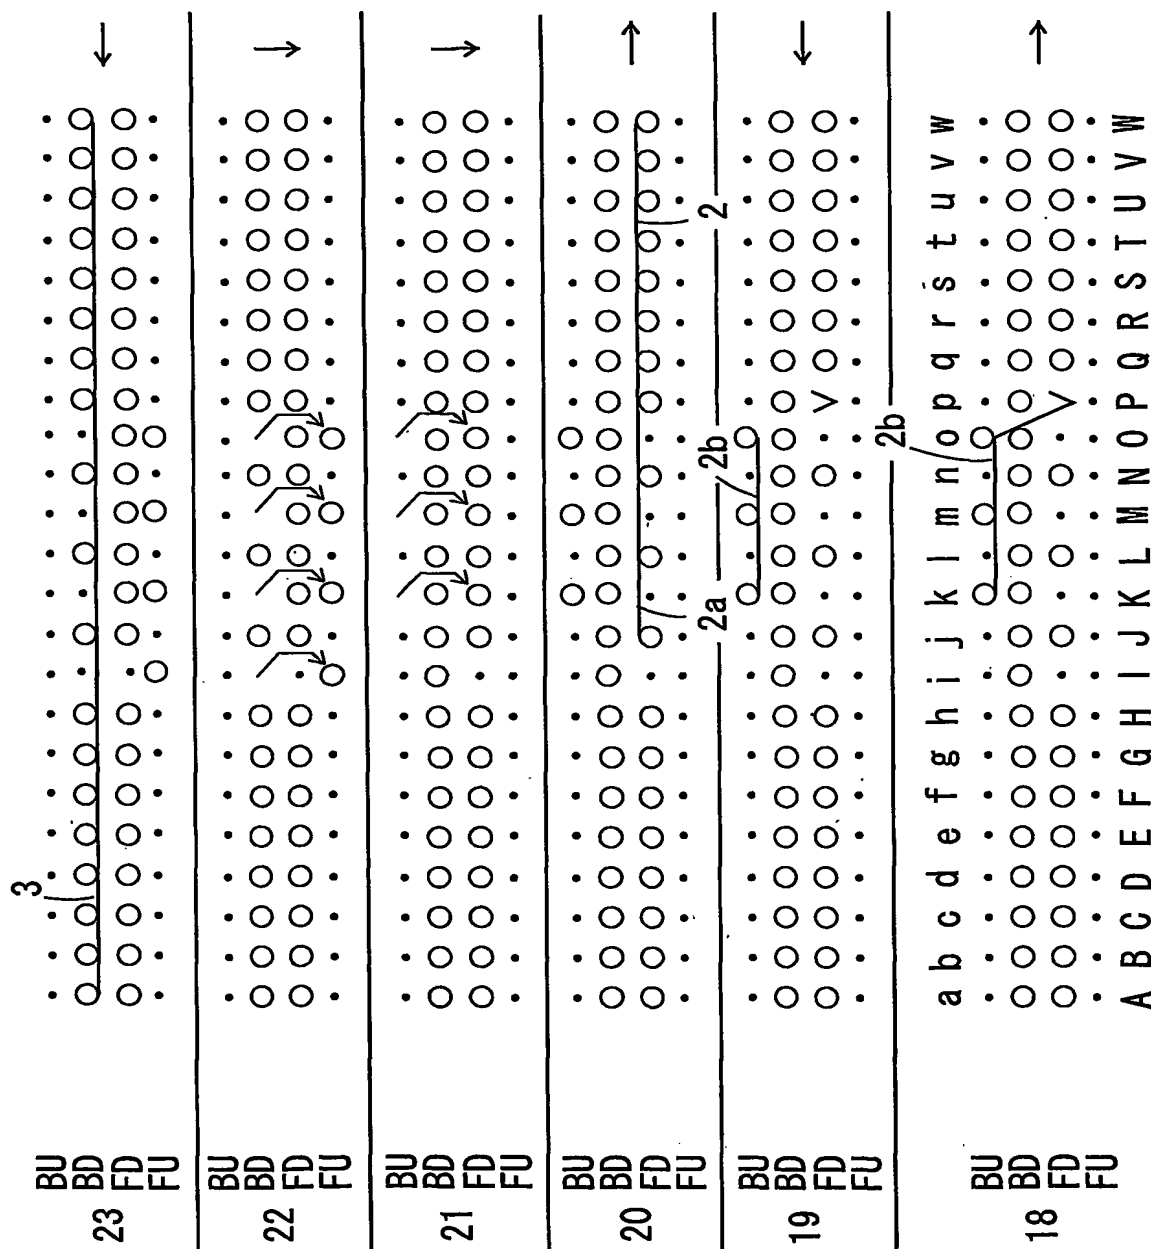 3
23 BU
BD
FD
FU
22 BU
BD
FD
FU
21 BU
BD
FD
FU
20 BU
BD
FD
FU
2a 2b 2
19 BU
BD
FD
FU
2b
a b c d e f g h i j k l m n o p q r s t u v w
18 BU
BD
FD
FU
A B C D E F G H I J K L M N O P Q R S T U V W